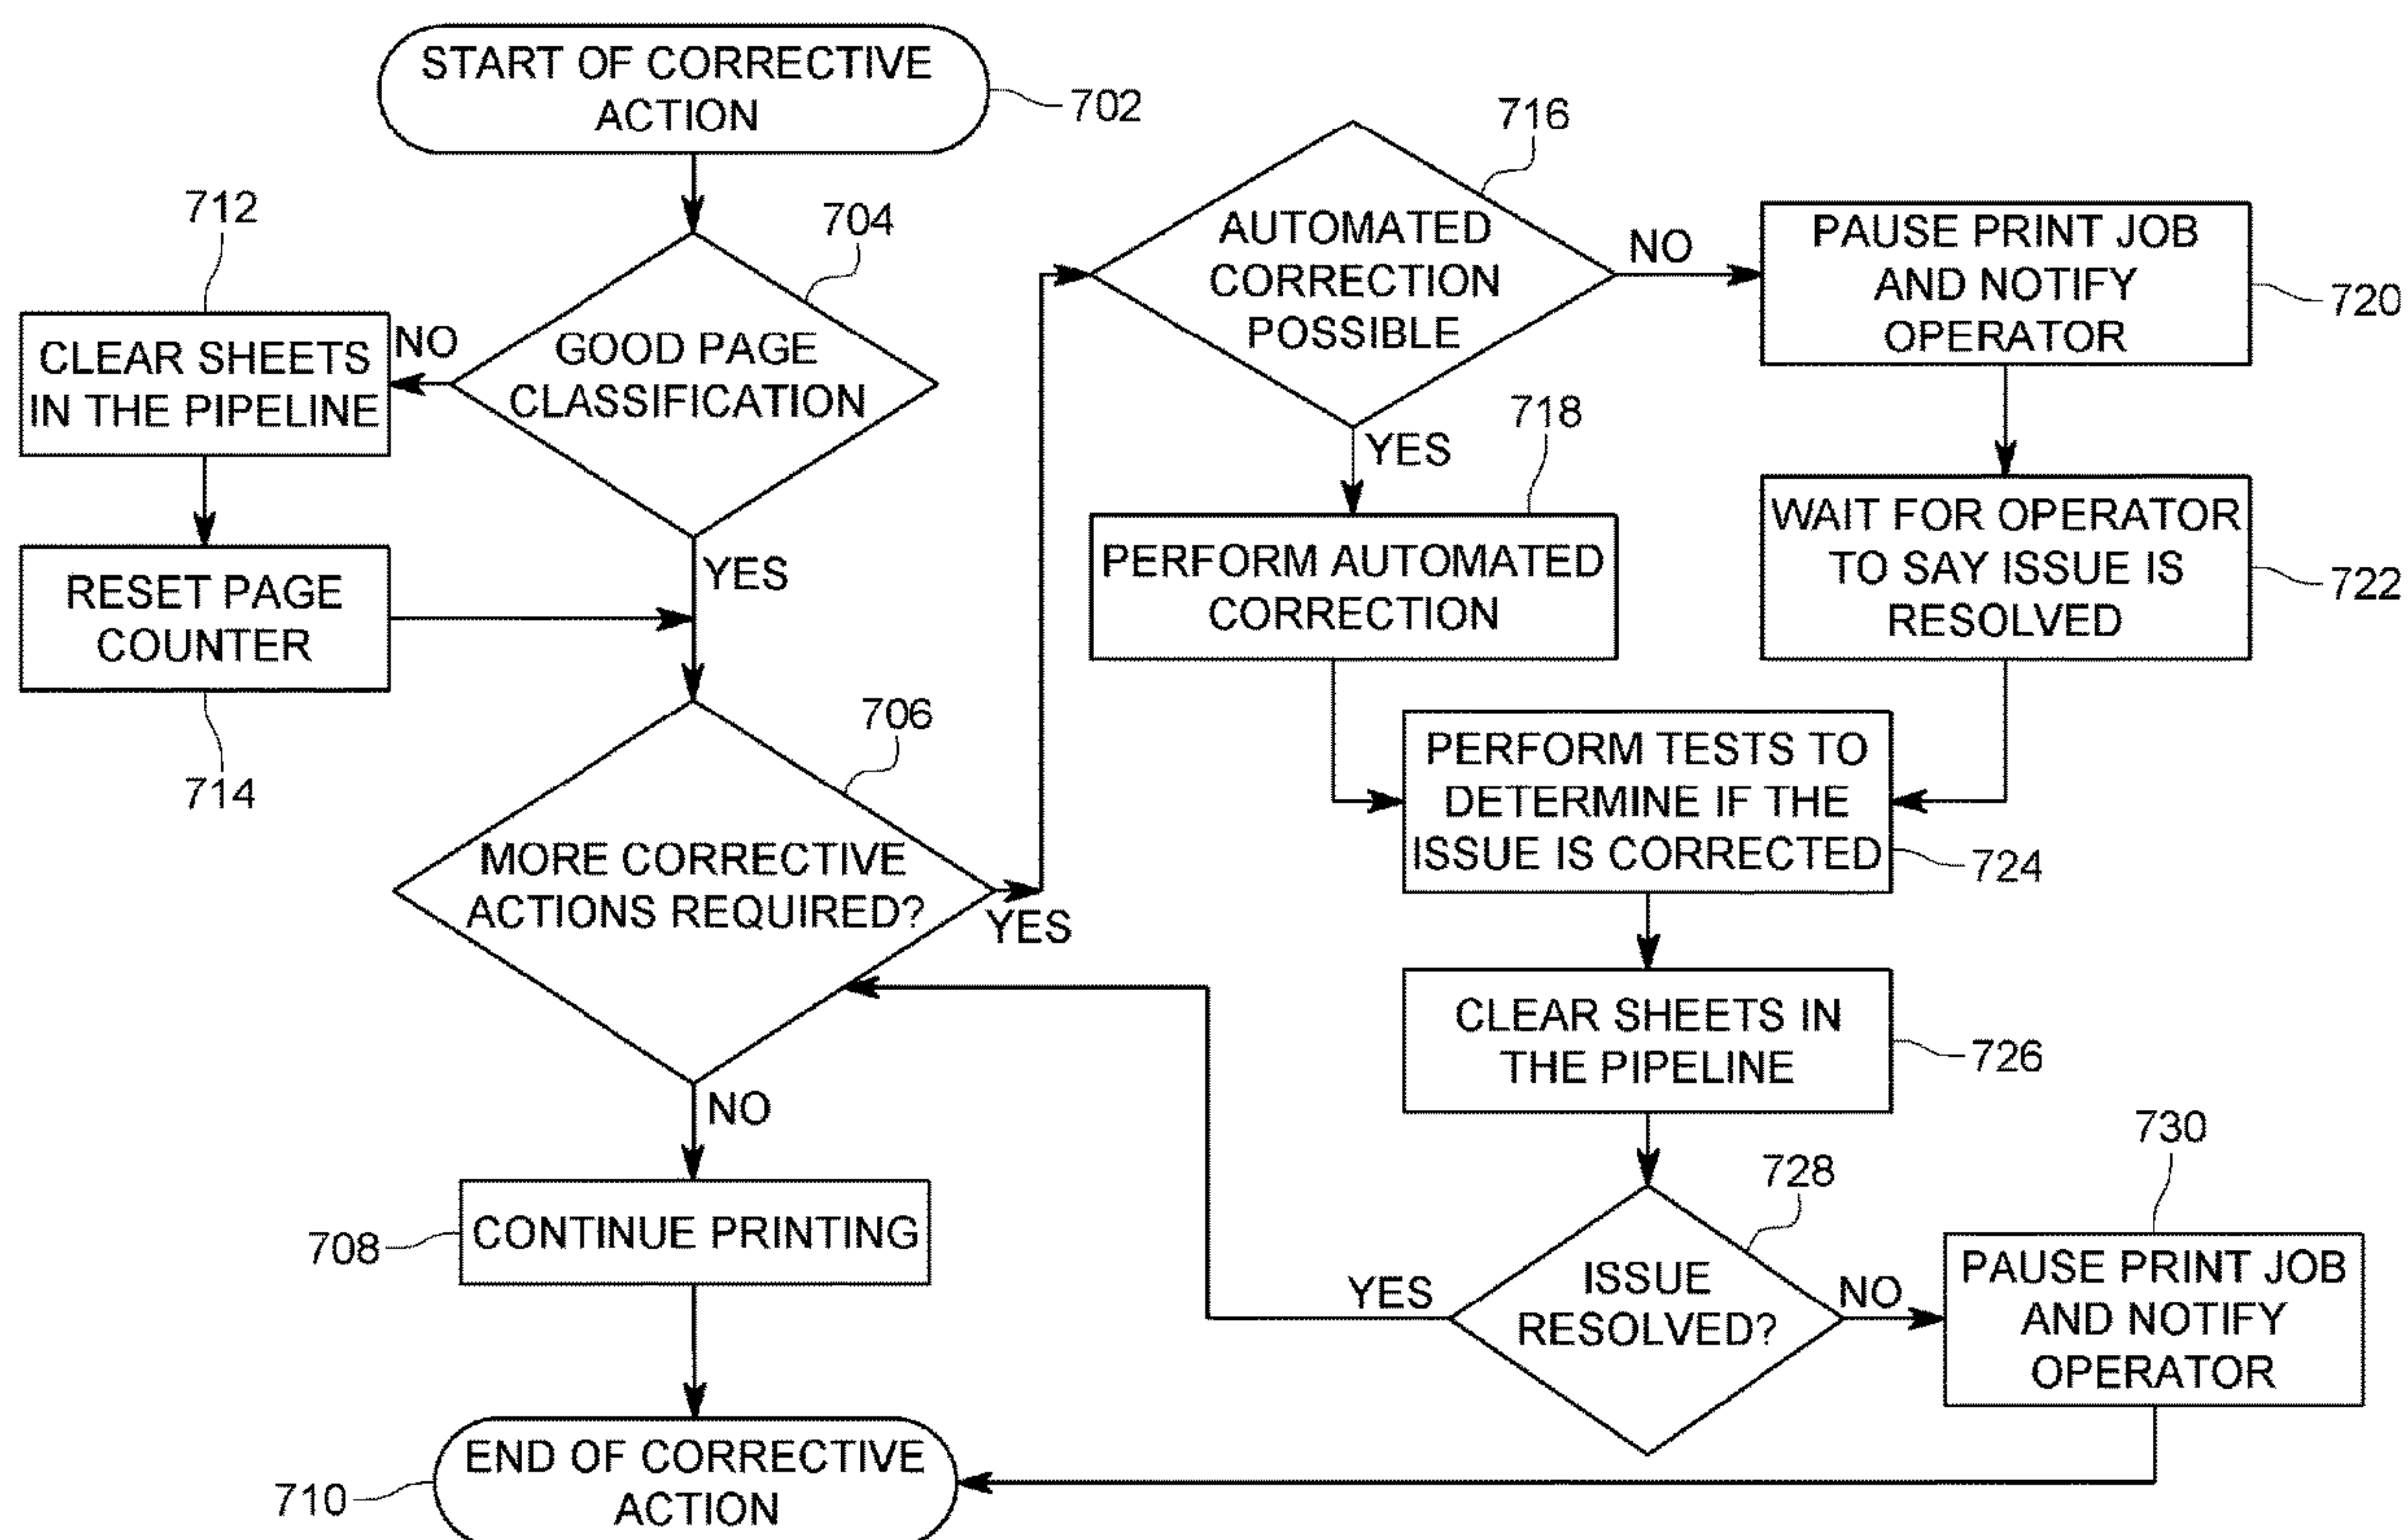 START OF CORRECTIVE
ACTION
702
704
GOOD PAGE
CLASSIFICATION
NO
YES
712
CLEAR SHEETS
IN THE PIPELINE
RESET PAGE
COUNTER
714
706
MORE CORRECTIVE
ACTIONS REQUIRED?
YES
NO
708
CONTINUE PRINTING
710
END OF CORRECTIVE
ACTION
716
AUTOMATED
CORRECTION
POSSIBLE
NO
YES
718
PERFORM AUTOMATED
CORRECTION
PAUSE PRINT JOB
AND NOTIFY
OPERATOR
720
WAIT FOR OPERATOR
TO SAY ISSUE IS
RESOLVED
722
PERFORM TESTS TO
DETERMINE IF THE
ISSUE IS CORRECTED
724
CLEAR SHEETS IN
THE PIPELINE
726
728
ISSUE
RESOLVED?
YES
NO
730
PAUSE PRINT JOB
AND NOTIFY
OPERATOR